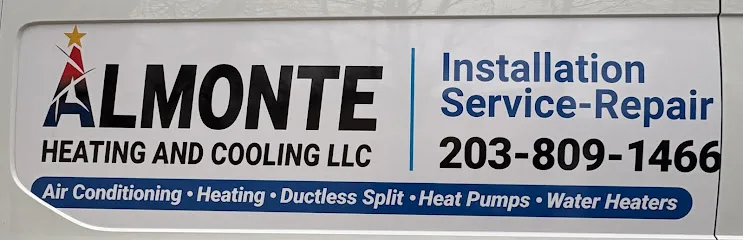 ALMONTE
HEATING AND COOLING LLC
Installation
Service-Repair
203-809-1466
Air Conditioning • Heating • Ductless Split • Heat Pumps • Water Heaters